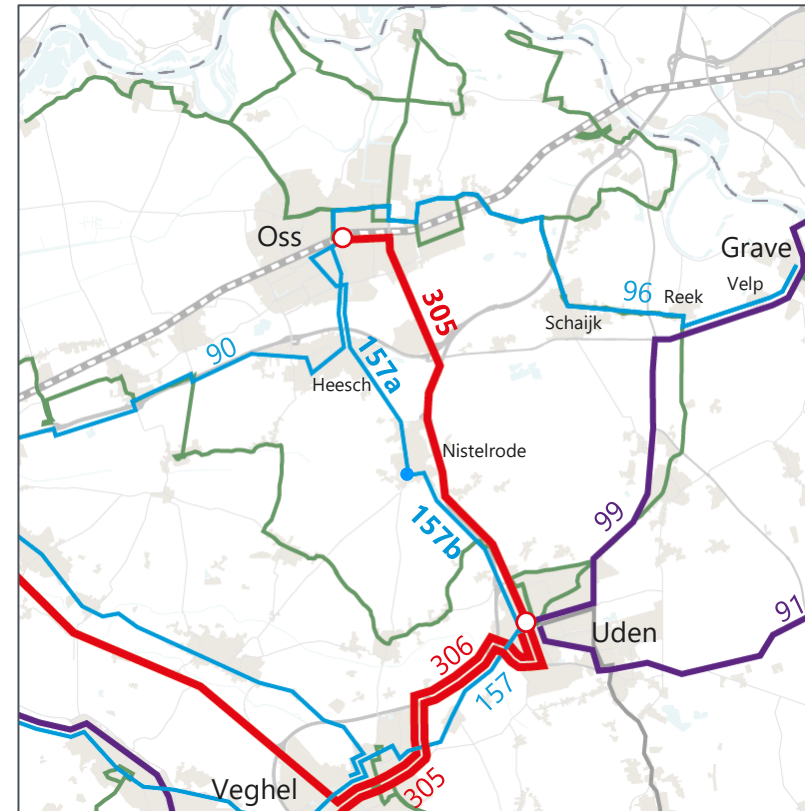 Oss
Grave
Velp
Reek
96
305
Schaijk
90
157a
Heesch
Nistelrode
157b
99
91
Uden
306
157
Veghel
305